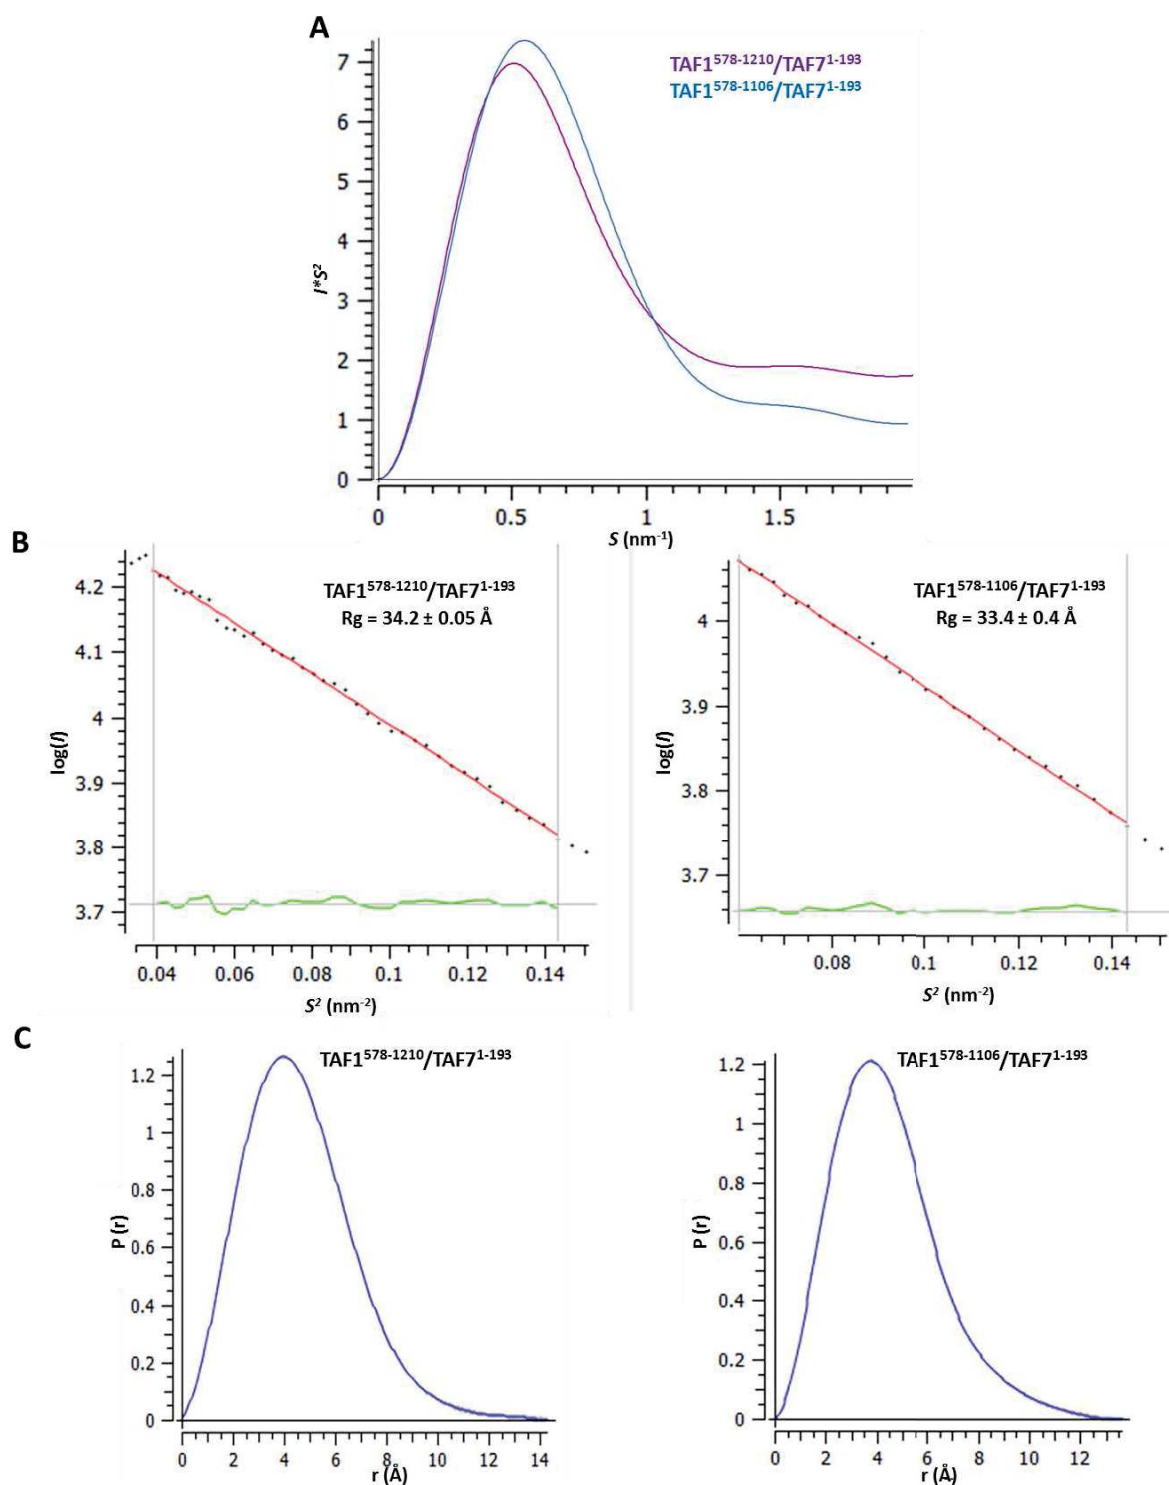 A
TAF1⁵⁷⁸⁻¹²¹⁰/TAF7¹⁻¹⁹³
TAF1⁵⁷⁸⁻¹¹⁰⁶/TAF7¹⁻¹⁹³
7
6
5
4
3
2
1
0
I*S²
0 0.5 1 1.5
S (nm⁻¹)
B
TAF1⁵⁷⁸⁻¹²¹⁰/TAF7¹⁻¹⁹³
Rg = 34.2 ± 0.05 Å
4.2
4.1
4
3.9
3.8
3.7
log(I)
0.04 0.06 0.08 0.1 0.12 0.14
S² (nm⁻²)
TAF1⁵⁷⁸⁻¹¹⁰⁶/TAF7¹⁻¹⁹³
Rg = 33.4 ± 0.4 Å
4
3.9
3.8
3.7
log(I)
0.08 0.1 0.12 0.14
S² (nm⁻²)
C
TAF1⁵⁷⁸⁻¹²¹⁰/TAF7¹⁻¹⁹³
1.2
1
0.8
0.6
0.4
0.2
0
P (r)
0 2 4 6 8 10 12 14
r (Å)
TAF1⁵⁷⁸⁻¹¹⁰⁶/TAF7¹⁻¹⁹³
1.2
1
0.8
0.6
0.4
0.2
0
P (r)
0 2 4 6 8 10 12
r (Å)